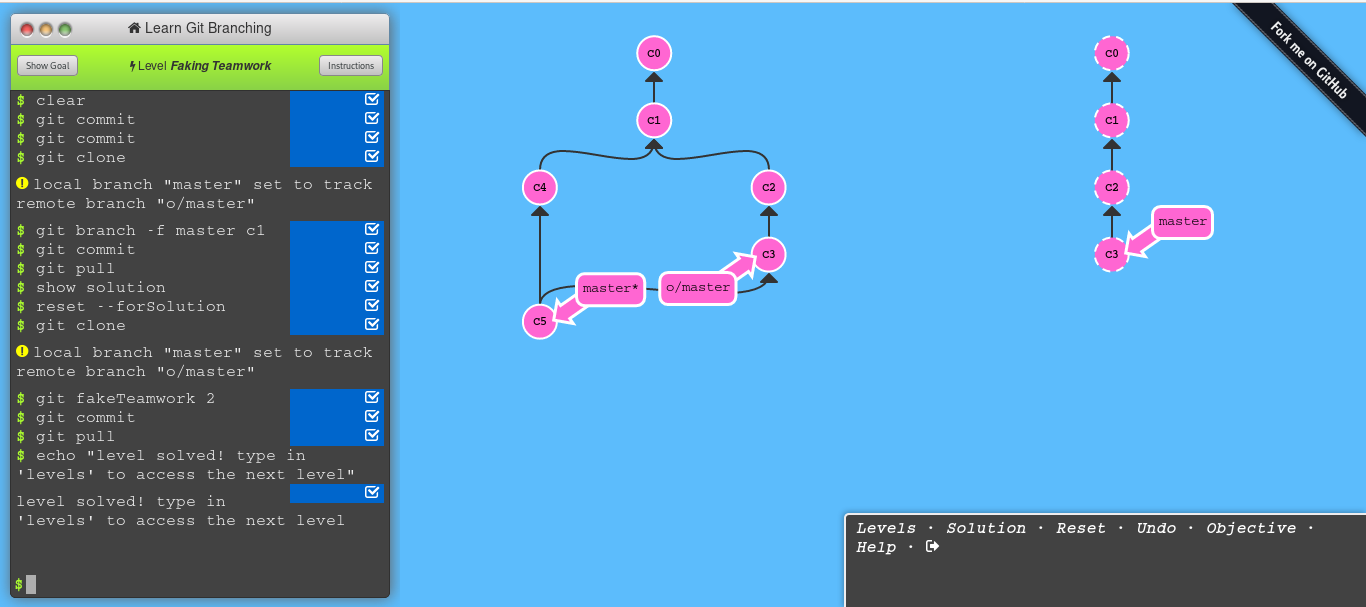 Learn Git Branching
Show Goal
Level Faking Teamwork
Instructions
$ clear
$ git commit
$ git commit
$ git clone
local branch "master" set to track
remote branch "o/master"
$ git branch -f master c1
$ git commit
$ git pull
$ show solution
$ reset --forSolution
$ git clone
local branch "master" set to track
remote branch "o/master"
$ git fakeTeamwork 2
$ git commit
$ git pull
$ echo "level solved! type in
'levels' to access the next level"
level solved! type in
'levels' to access the next level
$
c0
c1
c4
c2
c3
master*
o/master
c5
c0
c1
c2
master
c3
Fork me on GitHub
Levels · Solution · Reset · Undo · Objective ·
Help ·